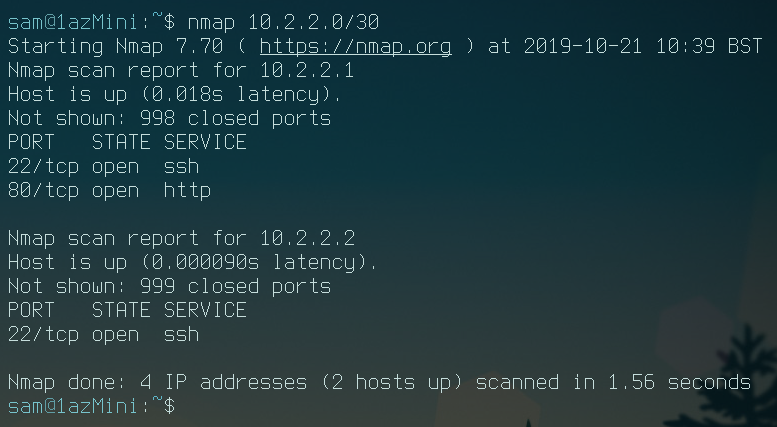 sam@1azMini:~$ nmap 10.2.2.0/30
Starting Nmap 7.70 ( https://nmap.org ) at 2019-10-21 10:39 BST
Nmap scan report for 10.2.2.1
Host is up (0.018s latency).
Not shown: 998 closed ports
PORT   STATE SERVICE
22/tcp open  ssh
80/tcp open  http

Nmap scan report for 10.2.2.2
Host is up (0.000090s latency).
Not shown: 999 closed ports
PORT   STATE SERVICE
22/tcp open  ssh

Nmap done: 4 IP addresses (2 hosts up) scanned in 1.56 seconds
sam@1azMini:~$